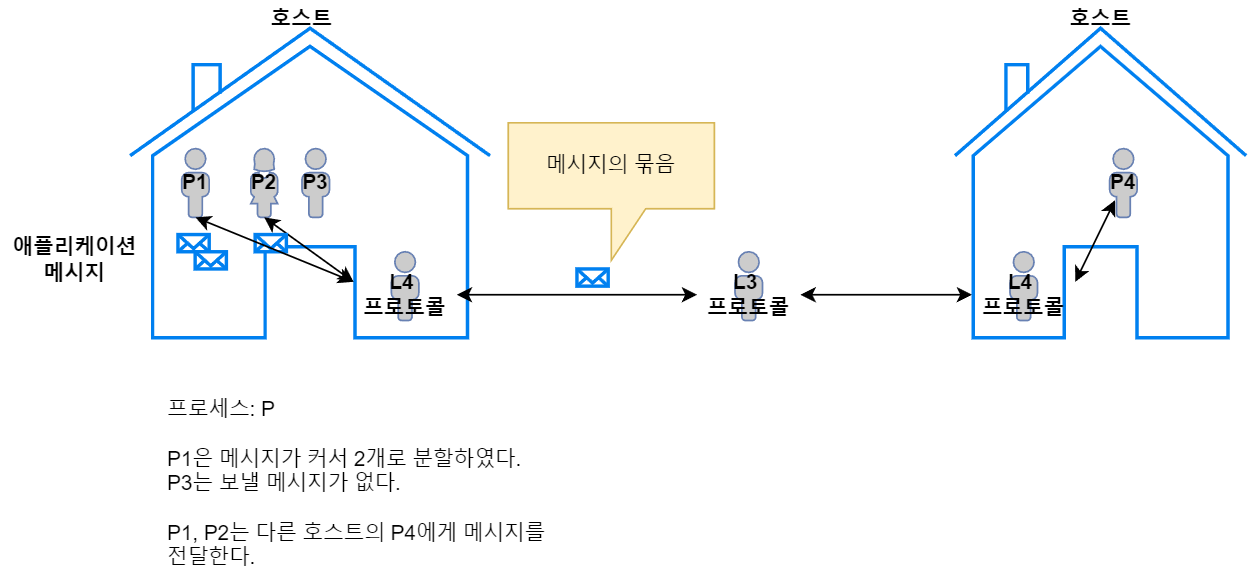 호스트
호스트
메시지의 묶음
P1
P2
P3
P4
애플리케이션
메시지
L4
프로토콜
L3
프로토콜
L4
프로토콜
프로세스: P
P1은 메시지가 커서 2개로 분할하였다.
P3는 보낼 메시지가 없다.
P1, P2는 다른 호스트의 P4에게 메시지를
전달한다.